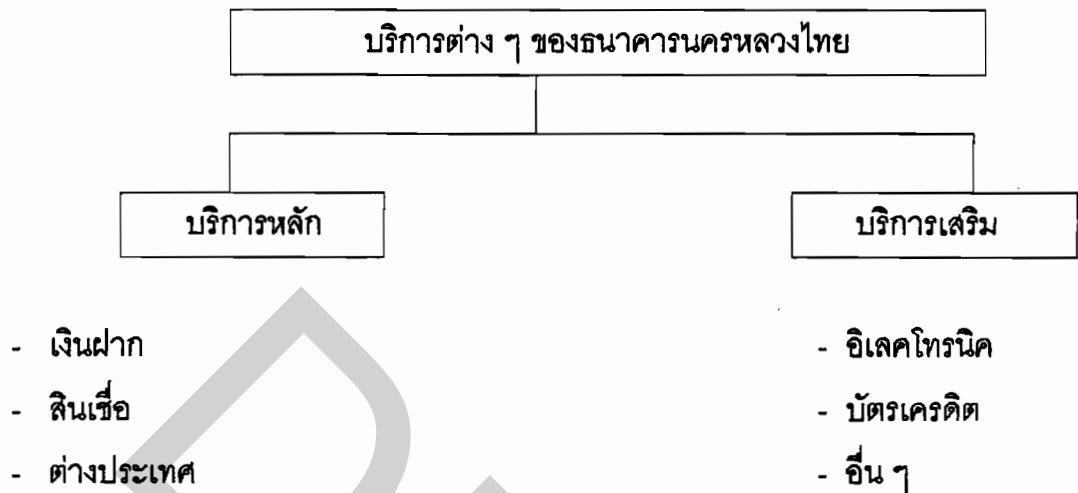 บริการต่าง ๆ ของธนาคารนครหลวงไทย
บริการหลัก
บริการเสริม
- เงินฝาก
- สินเชื่อ
- ต่างประเทศ
- อิเลคโทรนิค
- บัตรเครดิต
- อื่น ๆ